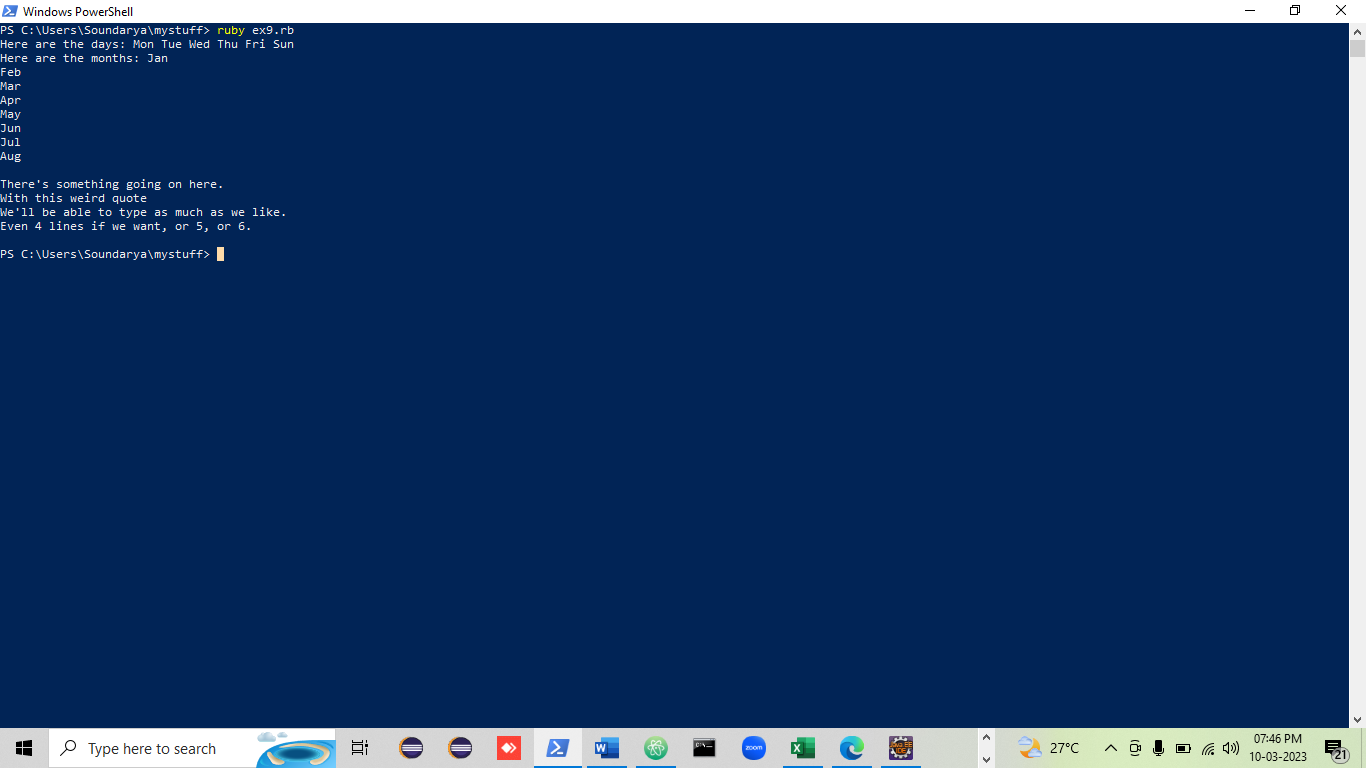 Windows PowerShell
PS C:\Users\Soundarya\mystuff> ruby ex9.rb
Here are the days: Mon Tue Wed Thu Fri Sun
Here are the months: Jan
Feb
Mar
Apr
May
Jun
Jul
Aug
There's something going on here.
With this weird quote
We'll be able to type as much as we like.
Even 4 lines if we want, or 5, or 6.
PS C:\Users\Soundarya\mystuff>
Type here to search
zoom
27°C
07:46 PM
10-03-2023
21